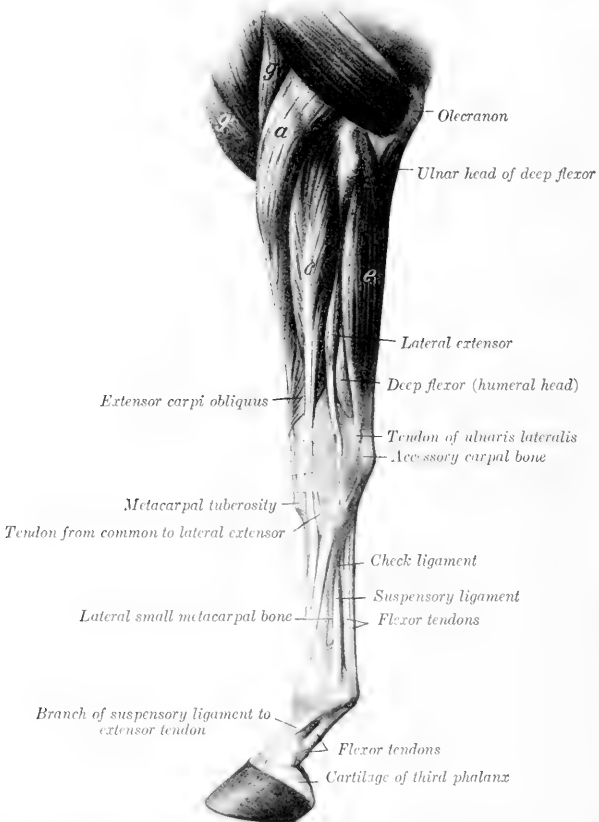 g
g
a
Olecranon
Ulnar head of deep flexor
c
e
Lateral extensor
Deep flexor (humeral head)
Extensor carpi obliquus
Tendon of ulnaris lateralis
Accessory carpal bone
Metacarpal tuberosity
Tendon from common to lateral extensor
Check ligament
Suspensory ligament
Lateral small metacarpal bone
Flexor tendons
Branch of suspensory ligament to
extensor tendon
Flexor tendons
Cartilage of third phalanx